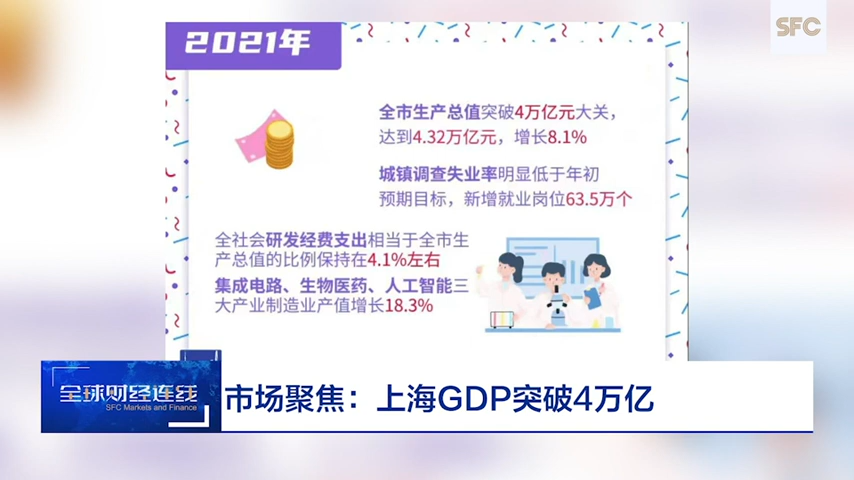 SFC
2021年
全市生产总值突破4万亿元大关，
达到4.32万亿元，增长8.1%
城镇调查失业率明显低于年初
预期目标，新增就业岗位63.5万个
全社会研发经费支出相当于全市生
产总值的比例保持在4.1%左右
集成电路、生物医药、人工智能三
大产业制造业产值增长18.3%
全球财经连线
SFC Markets and Finance
市场聚焦：上海GDP突破4万亿